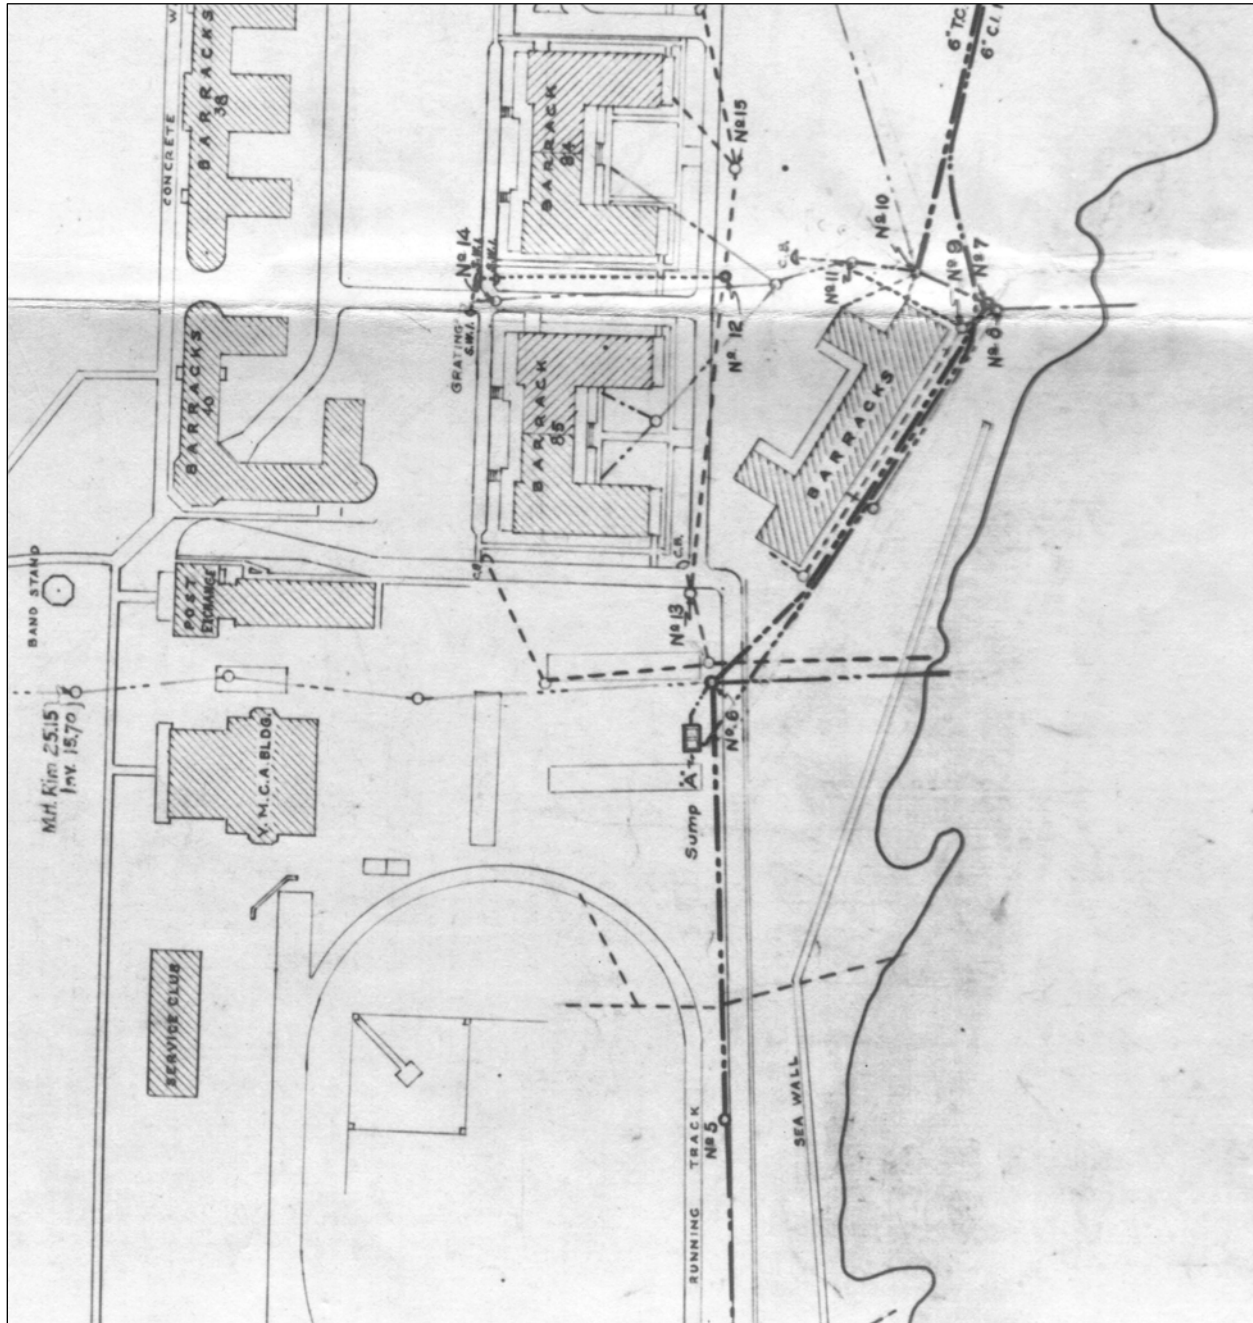 BARRACKS
38
CONCRETE W.
6" T.C.
6" C.I.
BARRACK
84
Nº 15
Nº 10
Nº 14
S.W.I.
S.W.I.
C.B.
Nº 11
Nº 9
Nº 7
GRATING
S.W.I.
Nº 12
Nº 8
BARRACKS
40
BARRACK
85
BARRACKS
C.B.
C.B.
BAND STAND
POST
EXCHANGE
Nº 13
M.H. Rim 25.15
Inv. 15.70
Y.M.C.A. BLDG.
Nº 6
Sump "A"
SERVICE CLUB
RUNNING TRACK
Nº 5
SEA WALL